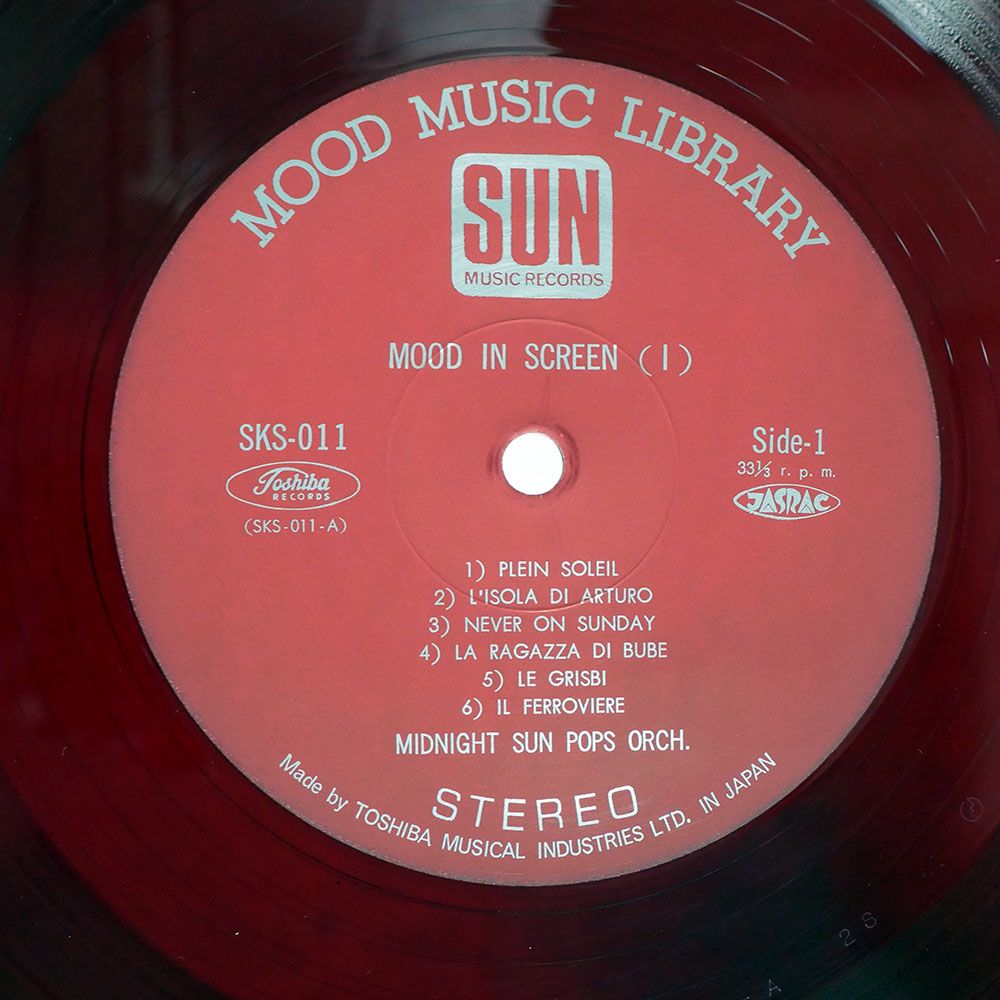 MOOD MUSIC LIBRARY
SUN
MUSIC RECORDS
MOOD IN SCREEN (I)
SKS-011
Toshiba
RECORDS
(SKS-011-A)
Side-1
33⅓ r. p. m.
JASRAC
1) PLEIN SOLEIL
2) L'ISOLA DI ARTURO
3) NEVER ON SUNDAY
4) LA RAGAZZA DI BUBE
5) LE GRISBI
6) IL FERROVIERE
MIDNIGHT SUN POPS ORCH.
STEREO
Made by TOSHIBA MUSICAL INDUSTRIES LTD. IN JAPAN
2 S
A